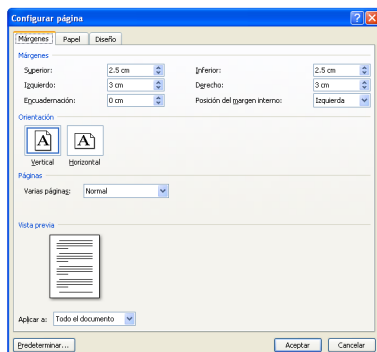 Configurar página
Márgenes Papel Diseño
Márgenes
Superior: 2.5 cm Inferior: 2.5 cm
Izquierdo: 3 cm Derecho: 3 cm
Encuadernación: 0 cm Posición del margen interno: Izquierda
Orientación
A A
Vertical Horizontal
Páginas
Varias páginas: Normal
Vista previa
Aplicar a: Todo el documento
Predeterminar... Aceptar Cancelar